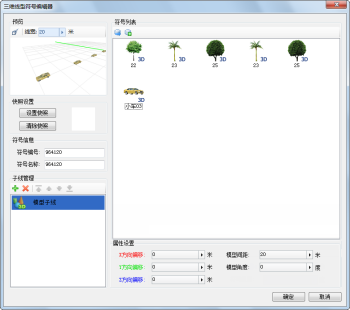 三维线型符号编辑器
预览
线宽: 20 米
快照设置
设置快照
清除快照
符号信息
符号编号: 964120
符号名称: 964120
子线管理
模型子线
符号列表
3D 3D 3D 3D
22 23 25 25
3D
小车03
属性设置
X方向偏移: 0 米 模型间距: 20 米
Y方向偏移: 0 米 模型角度: 0 度
Z方向偏移: 0 米
确定 取消